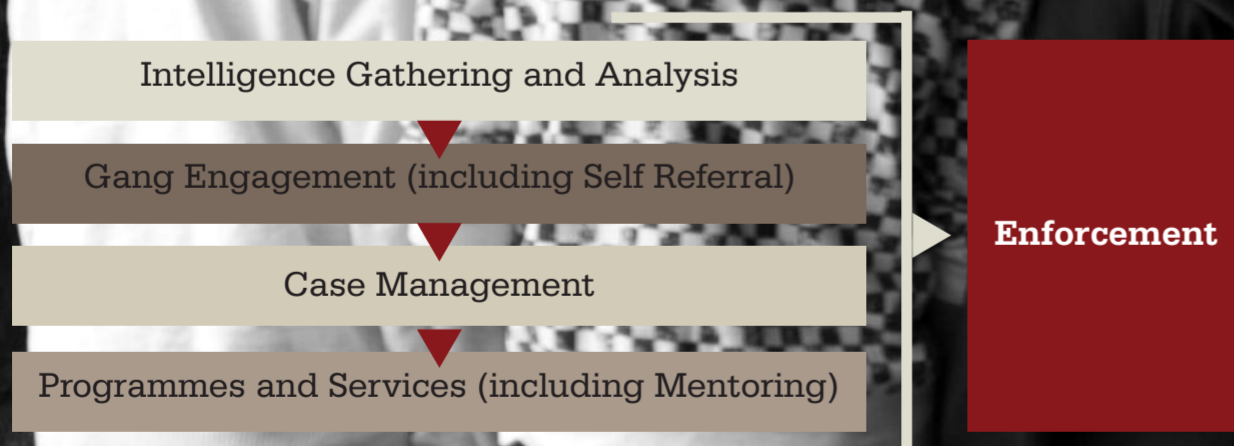 Intelligence Gathering and Analysis
Gang Engagement (including Self Referral)
Case Management
Programmes and Services (including Mentoring)
Enforcement